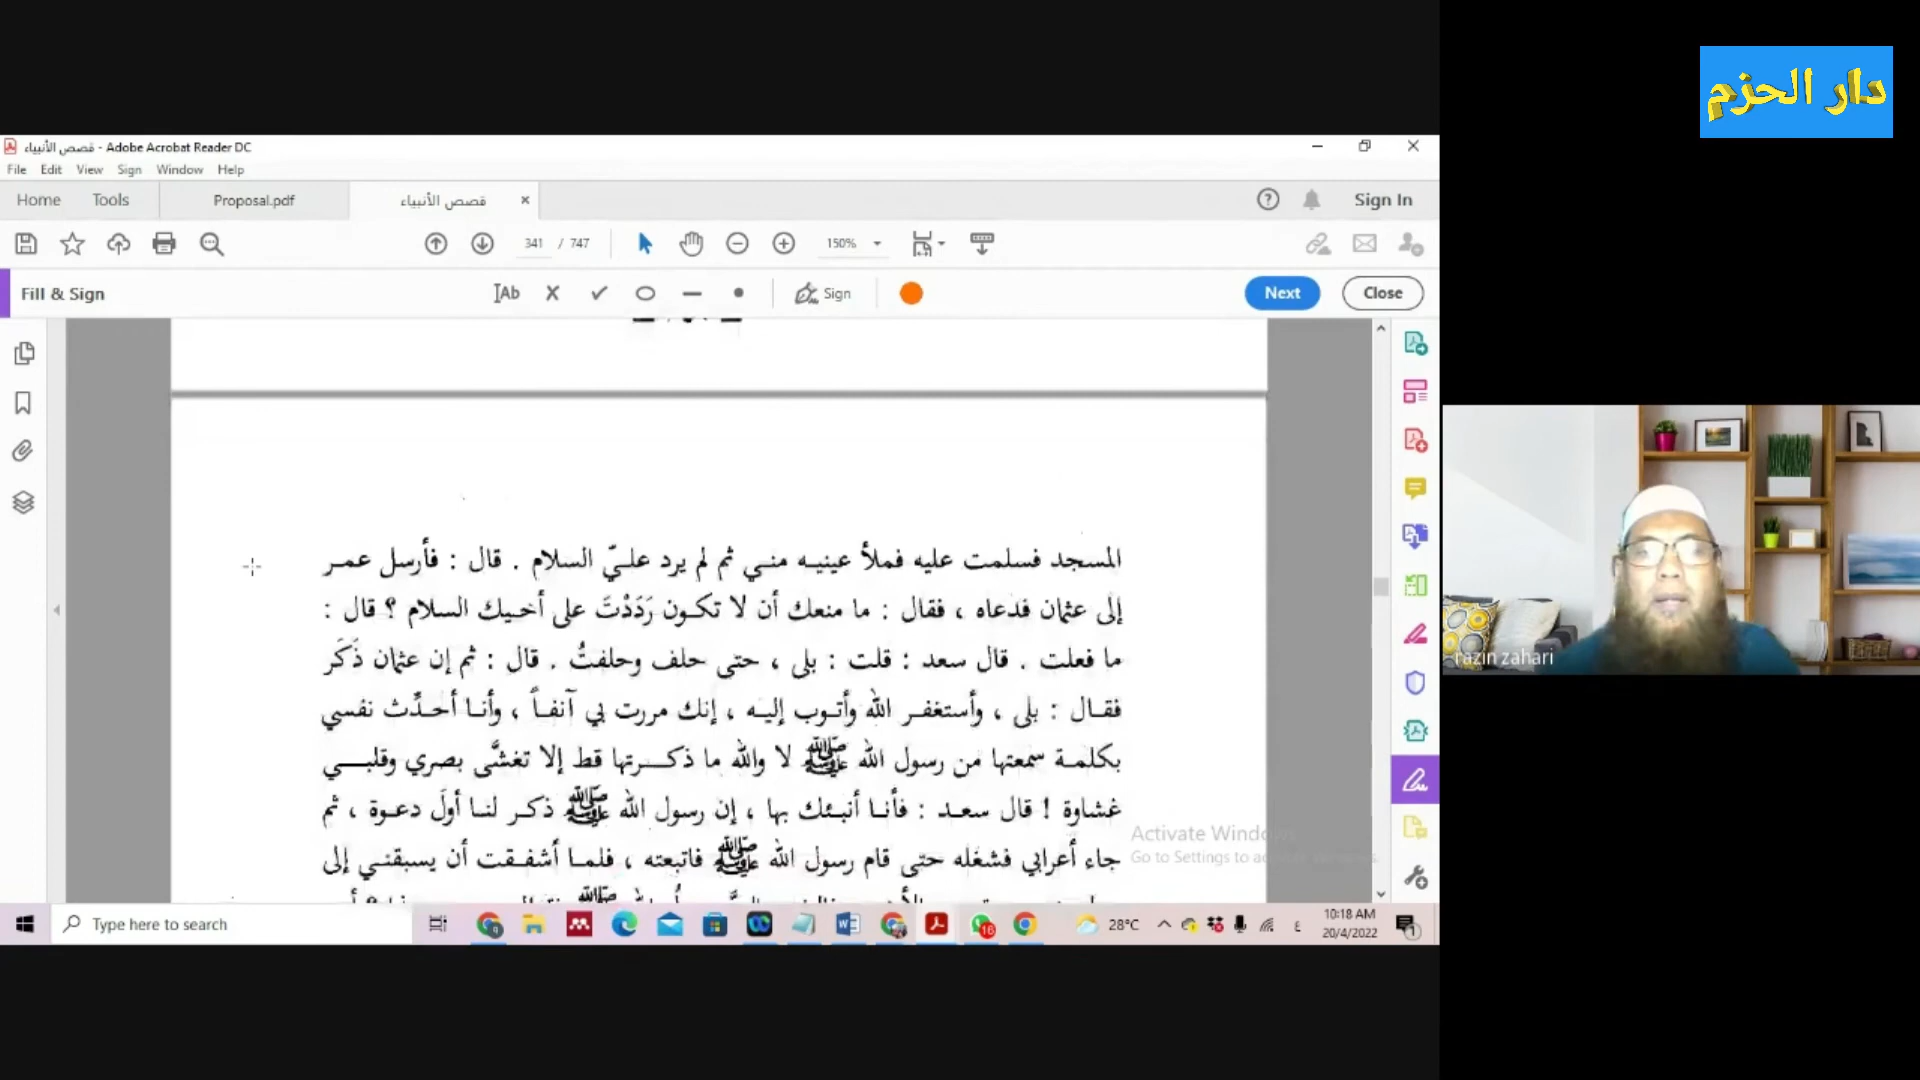 دار الحزم
قصص الأنبياء - Adobe Acrobat Reader DC
File Edit View Sign Window Help
Home Tools Proposal.pdf قصص الأنبياء Sign In
341 / 747 150%
Fill & Sign Ab Sign Next Close
المسجد فسلمت عليه فملأ عينيه مني ثم لم يرد عليّ السلام . قال : فأرسل عمر
إلى عثمان فدعاه ، فقال : ما منعك أن لا تكون رَدَدْتَ على أخيك السلام ؟ قال :
ما فعلت . قال سعد : قلت : بلى ، حتى حلف وحلفتُ . قال : ثم إن عثمان ذَكَر
فقال : بلى ، وأستغفر الله وأتوب إليه ، إنك مررت بي آنفاً ، وأنا أحدِّث نفسي
بكلمة سمعتها من رسول الله ﷺ لا والله ما ذكرتها قط إلا تغشَّى بصري وقلبي
غشاوة ! قال سعد : فأنا أنبئك بها ، إن رسول الله ﷺ ذكر لنا أولَ دعوة ، ثم
جاء أعرابي فشغله حتى قام رسول الله ﷺ فاتبعته ، فلما أشفقت أن يسبقني إلى
Activate Windows
Go to Settings to
razin zahari
Type here to search
16
28°C
ع
10:18 AM
20/4/2022
1